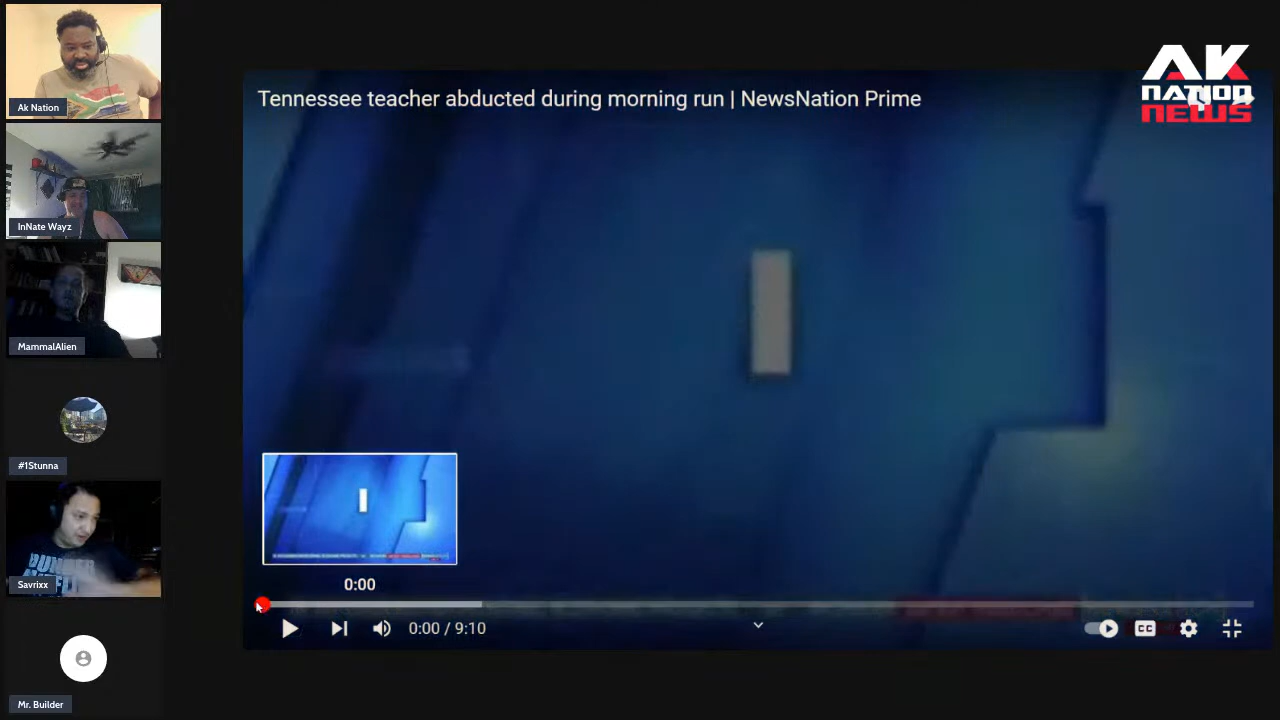 Ak Nation
InNate Wayz
MammalAlien
#1Stunna
Savrixx
Mr. Builder
Tennessee teacher abducted during morning run | NewsNation Prime
AK
NATION
NEWS
0:00
0:00 / 9:10
CC